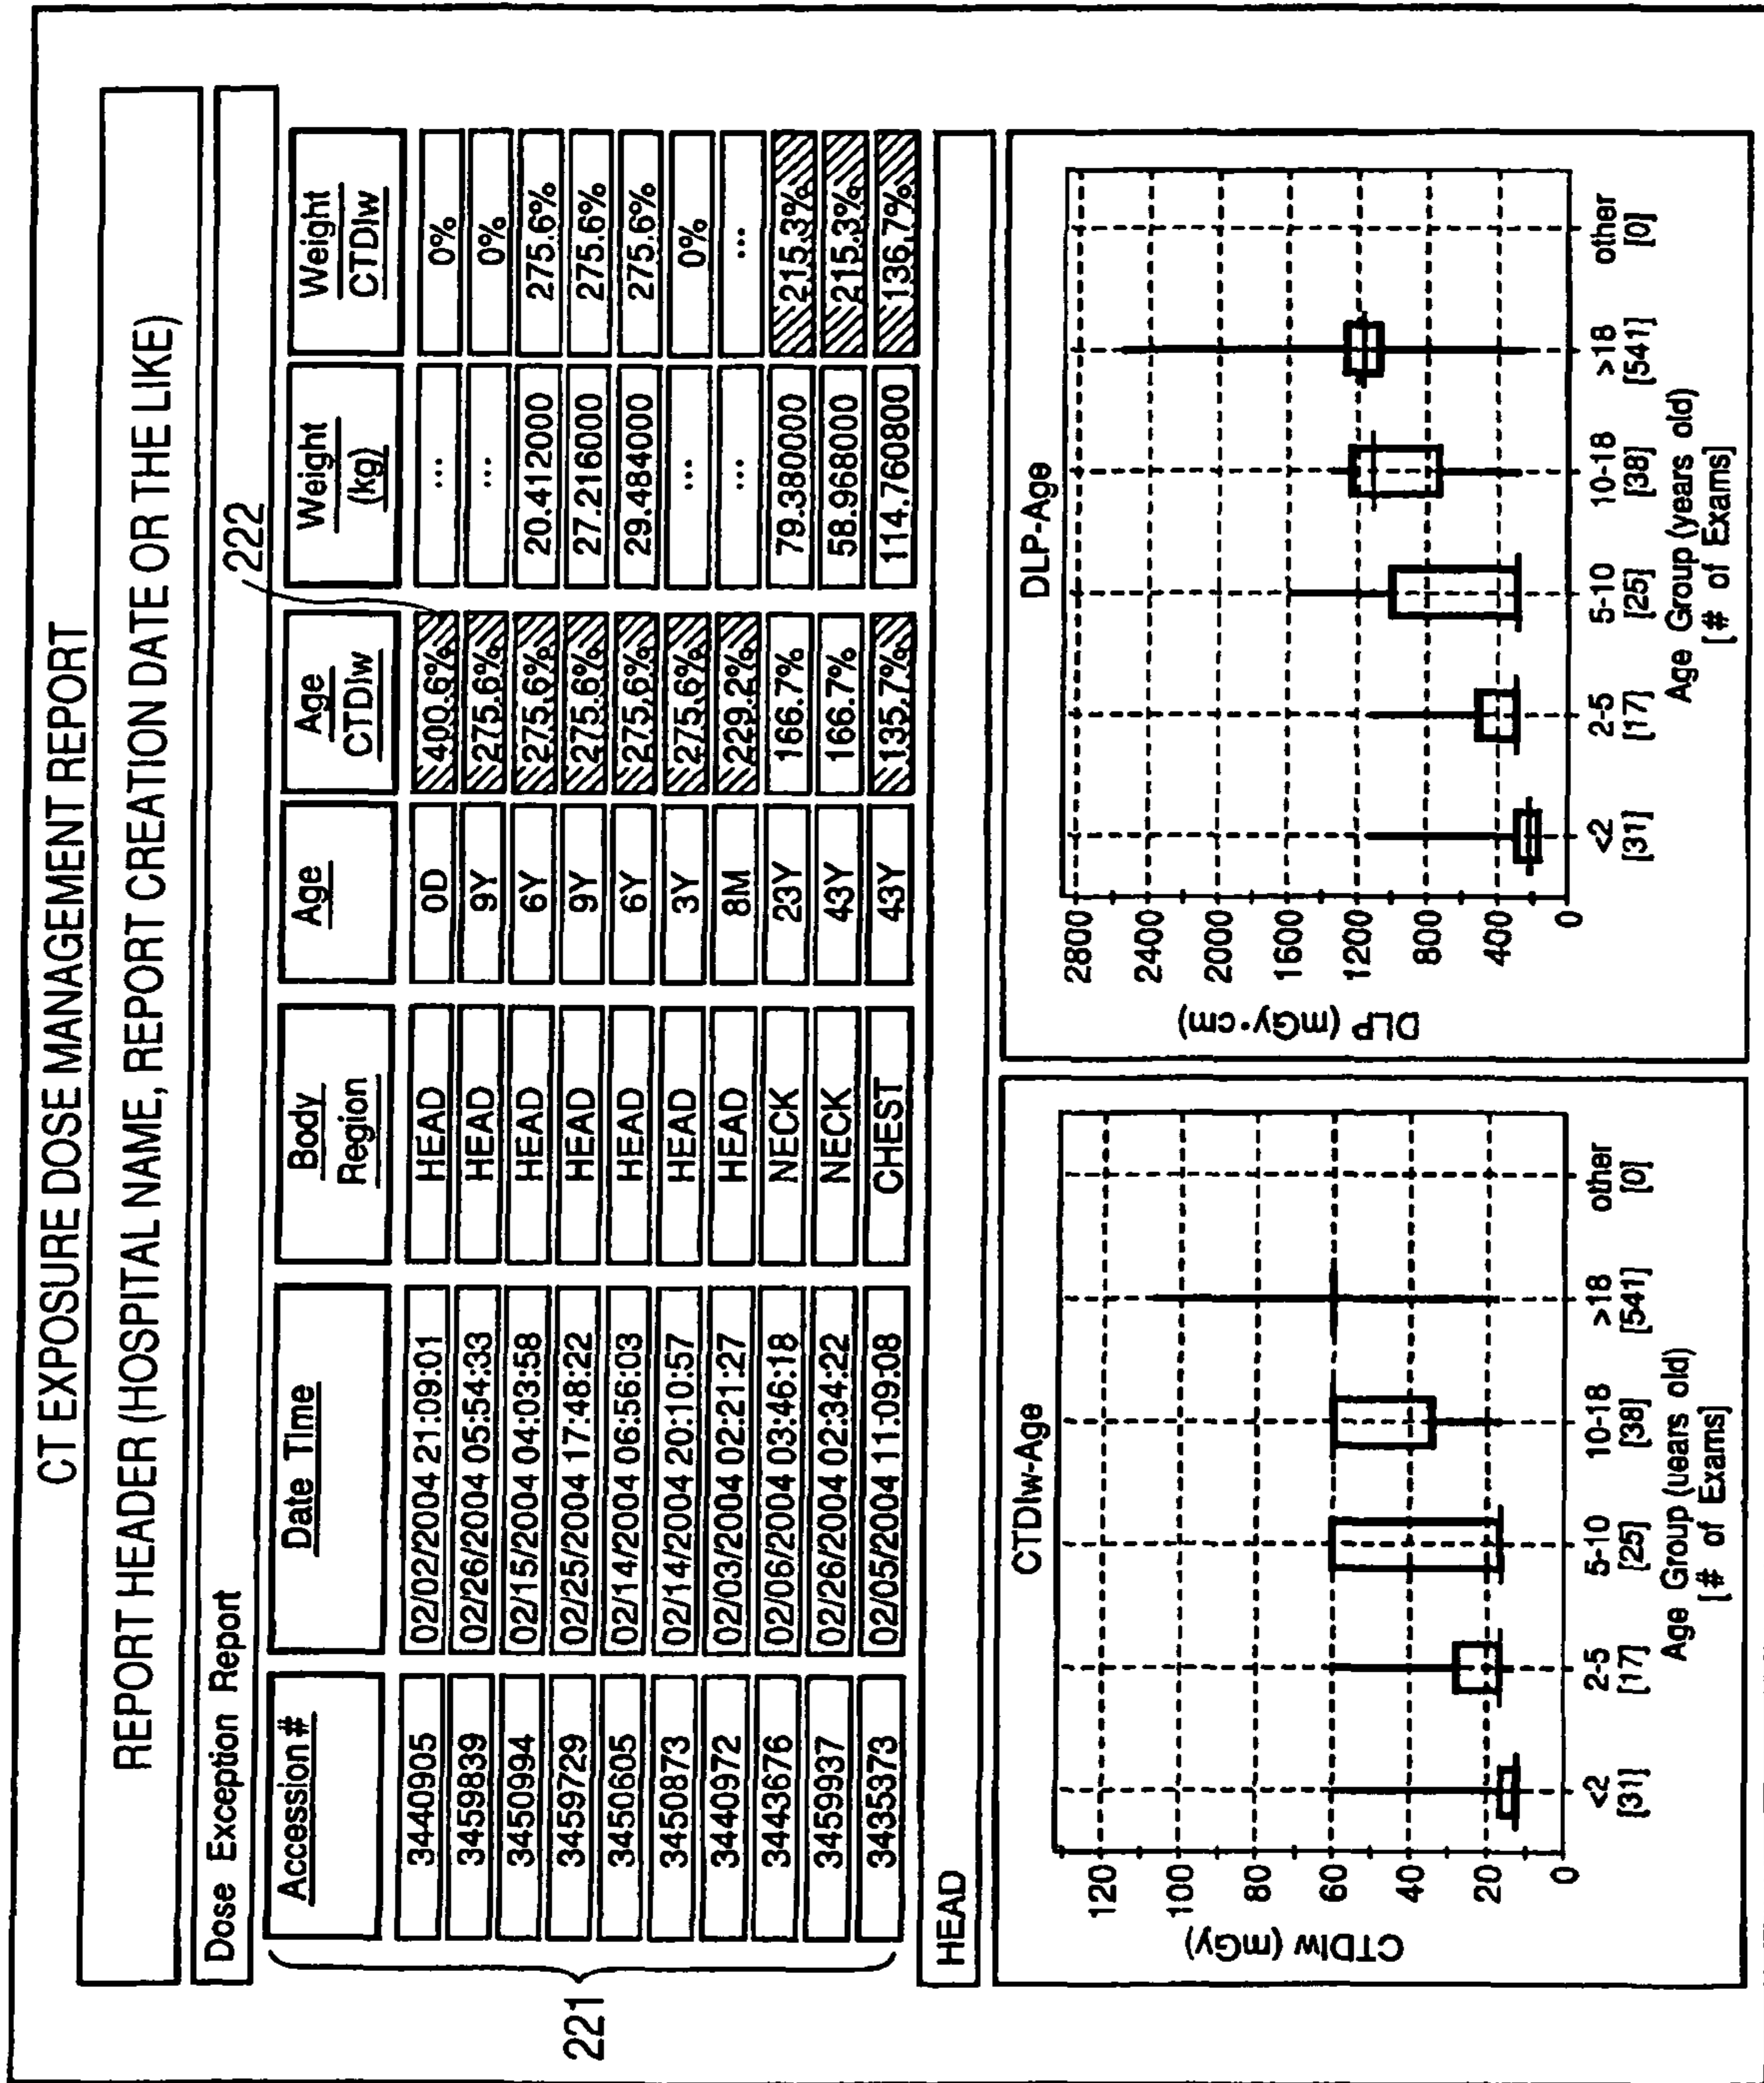 CT EXPOSURE DOSE MANAGEMENT REPORT
REPORT HEADER (HOSPITAL NAME, REPORT CREATION DATE OR THE LIKE)
Dose Exception Report
222
Accession # Date Time Body Region Age Age CTDIw Weight (kg) Weight CTDIw
3440905 02/02/2004 21:09:01 HEAD 0D 400.6% ... 0%
3459839 02/26/2004 05:54:33 HEAD 9Y 275.6% ... 0%
3450994 02/15/2004 04:03:58 HEAD 6Y 275.6% 20.412000 275.6%
3459729 02/25/2004 17:48:22 HEAD 9Y 275.6% 27.216000 275.6%
3450605 02/14/2004 06:56:03 HEAD 6Y 275.6% 29.484000 275.6%
3450873 02/14/2004 20:10:57 HEAD 3Y 275.6% ... 0%
3440972 02/03/2004 02:21:27 HEAD 8M 229.2% ... ...
3443676 02/06/2004 03:46:18 NECK 23Y 166.7% 79.380000 215.3%
3459937 02/26/2004 02:34:22 NECK 43Y 166.7% 58.968000 215.3%
3435373 02/05/2004 11:09:08 CHEST 43Y 135.7% 114.760800 136.7%
221
HEAD
CTDIw-Age
CTDIw (mGy)
120
100
80
60
40
20
0
<2 2-5 5-10 10-18 >18 other
[31] [17] [25] [38] [541] [0]
Age Group (uears old)
[# of Exams]
DLP-Age
DLP (mGy·cm)
2800
2400
2000
1600
1200
800
400
0
<2 2-5 5-10 10-18 >18 other
[31] [17] [25] [38] [541] [0]
Age Group (years old)
[# of Exams]